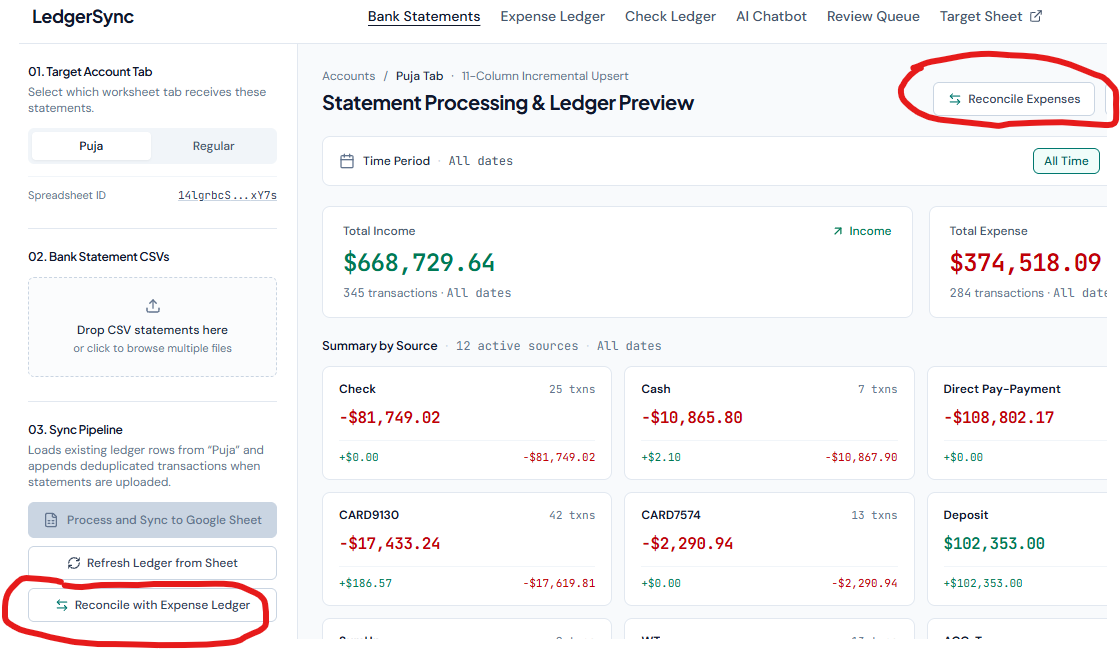 LedgerSync
Bank Statements
Expense Ledger
Check Ledger
AI Chatbot
Review Queue
Target Sheet
01. Target Account Tab
Select which worksheet tab receives these
statements.
Puja
Regular
Spreadsheet ID
14lgrbcS...xY7s
02. Bank Statement CSVs
Drop CSV statements here
or click to browse multiple files
03. Sync Pipeline
Loads existing ledger rows from “Puja” and
appends deduplicated transactions when
statements are uploaded.
Process and Sync to Google Sheet
Refresh Ledger from Sheet
Reconcile with Expense Ledger
Accounts / Puja Tab · 11-Column Incremental Upsert
Statement Processing & Ledger Preview
Reconcile Expenses
Time Period · All dates
All Time
Total Income
Income
$668,729.64
345 transactions · All dates
Total Expense
$374,518.09
284 transactions · All date
Summary by Source · 12 active sources · All dates
Check
25 txns
-$81,749.02
+$0.00
-$81,749.02
Cash
7 txns
-$10,865.80
+$2.10
-$10,867.90
Direct Pay-Payment
-$108,802.17
+$0.00
CARD9130
42 txns
-$17,433.24
+$186.57
-$17,619.81
CARD7574
13 txns
-$2,290.94
+$0.00
-$2,290.94
Deposit
$102,353.00
+$102,353.00